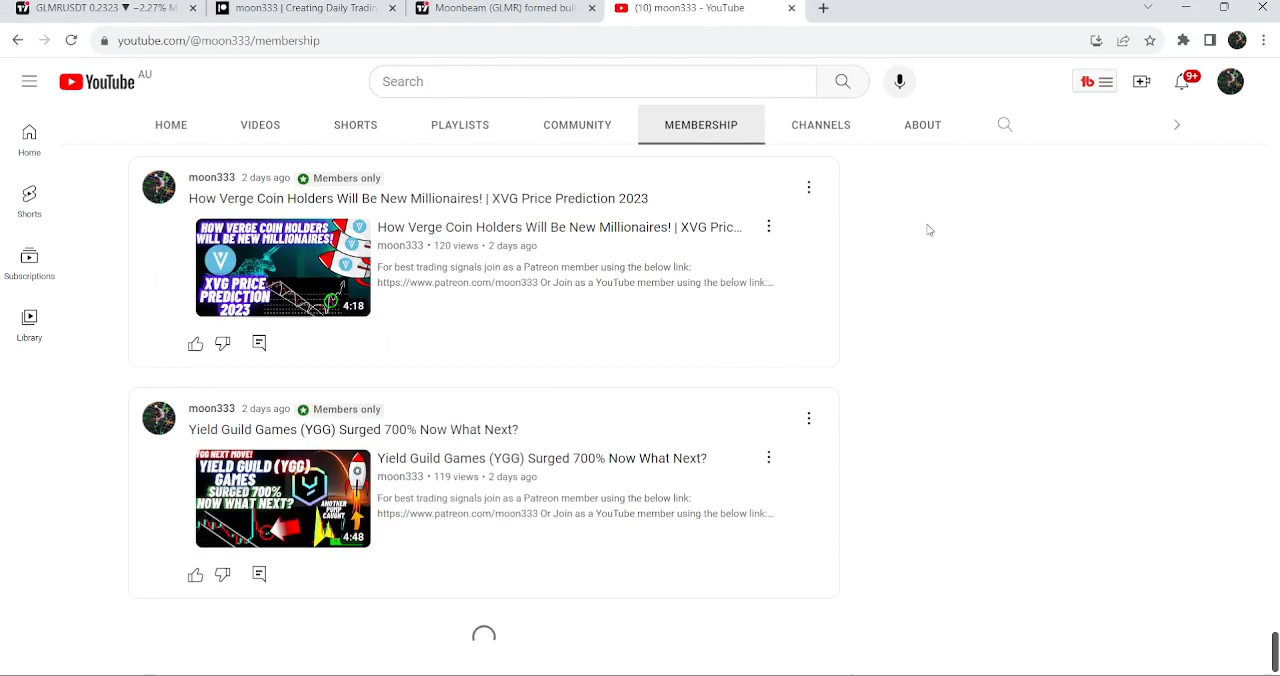 GLMRUSDT 0.2323 ▼ −2.27% M
moon333 | Creating Daily Tradin
Moonbeam (GLMR) formed bull
(10) moon333 - YouTube
youtube.com/@moon333/membership
YouTube AU
Search
tb
9+
HOME
VIDEOS
SHORTS
PLAYLISTS
COMMUNITY
MEMBERSHIP
CHANNELS
ABOUT
Home
Shorts
Subscriptions
Library
moon333 2 days ago Members only
How Verge Coin Holders Will Be New Millionaires! | XVG Price Prediction 2023
HOW VERGE COIN HOLDERS
WILL BE NEW MILLIONAIRES!
XVG PRICE
PREDICTION
2023
4:18
How Verge Coin Holders Will Be New Millionaires! | XVG Pric...
moon333 • 120 views • 2 days ago
For best trading signals join as a Patreon member using the below link:
https://www.patreon.com/moon333 Or Join as a YouTube member using the below link:...
moon333 2 days ago Members only
Yield Guild Games (YGG) Surged 700% Now What Next?
YGG NEXT MOVE!
YIELD GUILD (YGG)
GAMES
SURGED 700%
NOW WHAT NEXT?
ANOTHER
PUMP
CAUGHT
4:48
Yield Guild Games (YGG) Surged 700% Now What Next?
moon333 • 119 views • 2 days ago
For best trading signals join as a Patreon member using the below link:
https://www.patreon.com/moon333 Or Join as a YouTube member using the below link:...